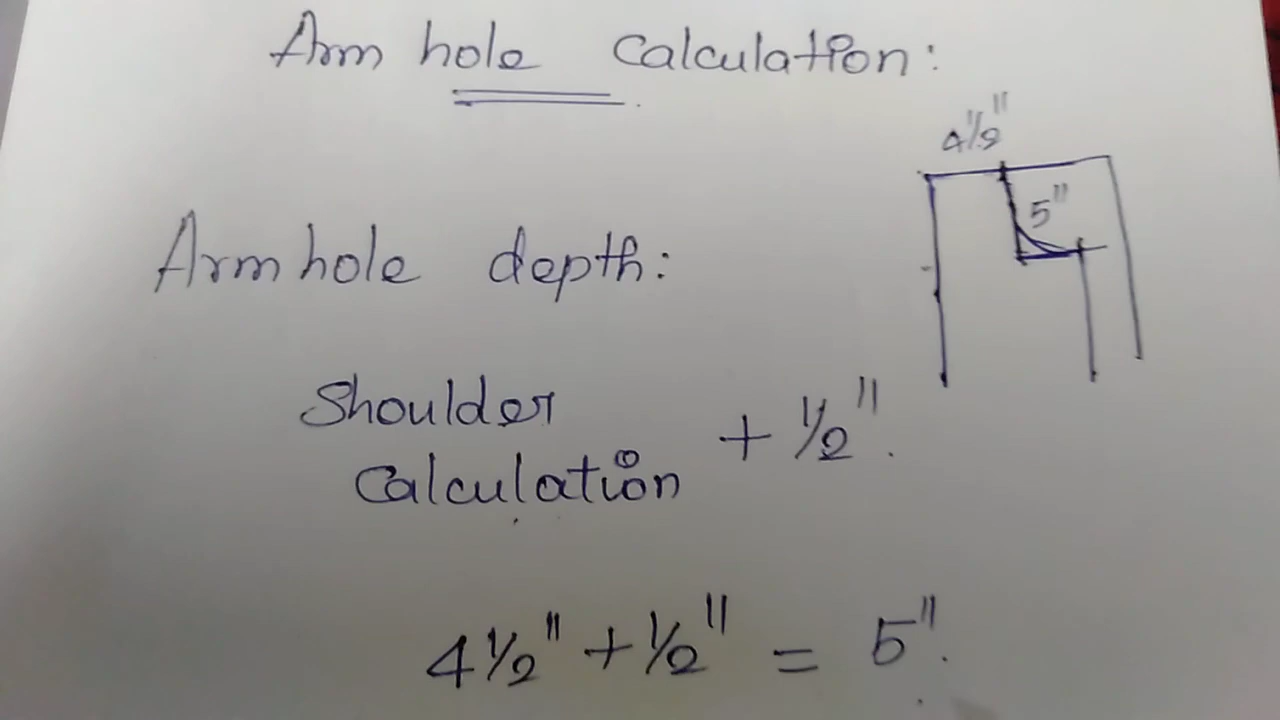 Arm hole Calculation:
4½"
5"
Armhole depth:
Shoulder
Calculation + ½".
4½" + ½" = 5".